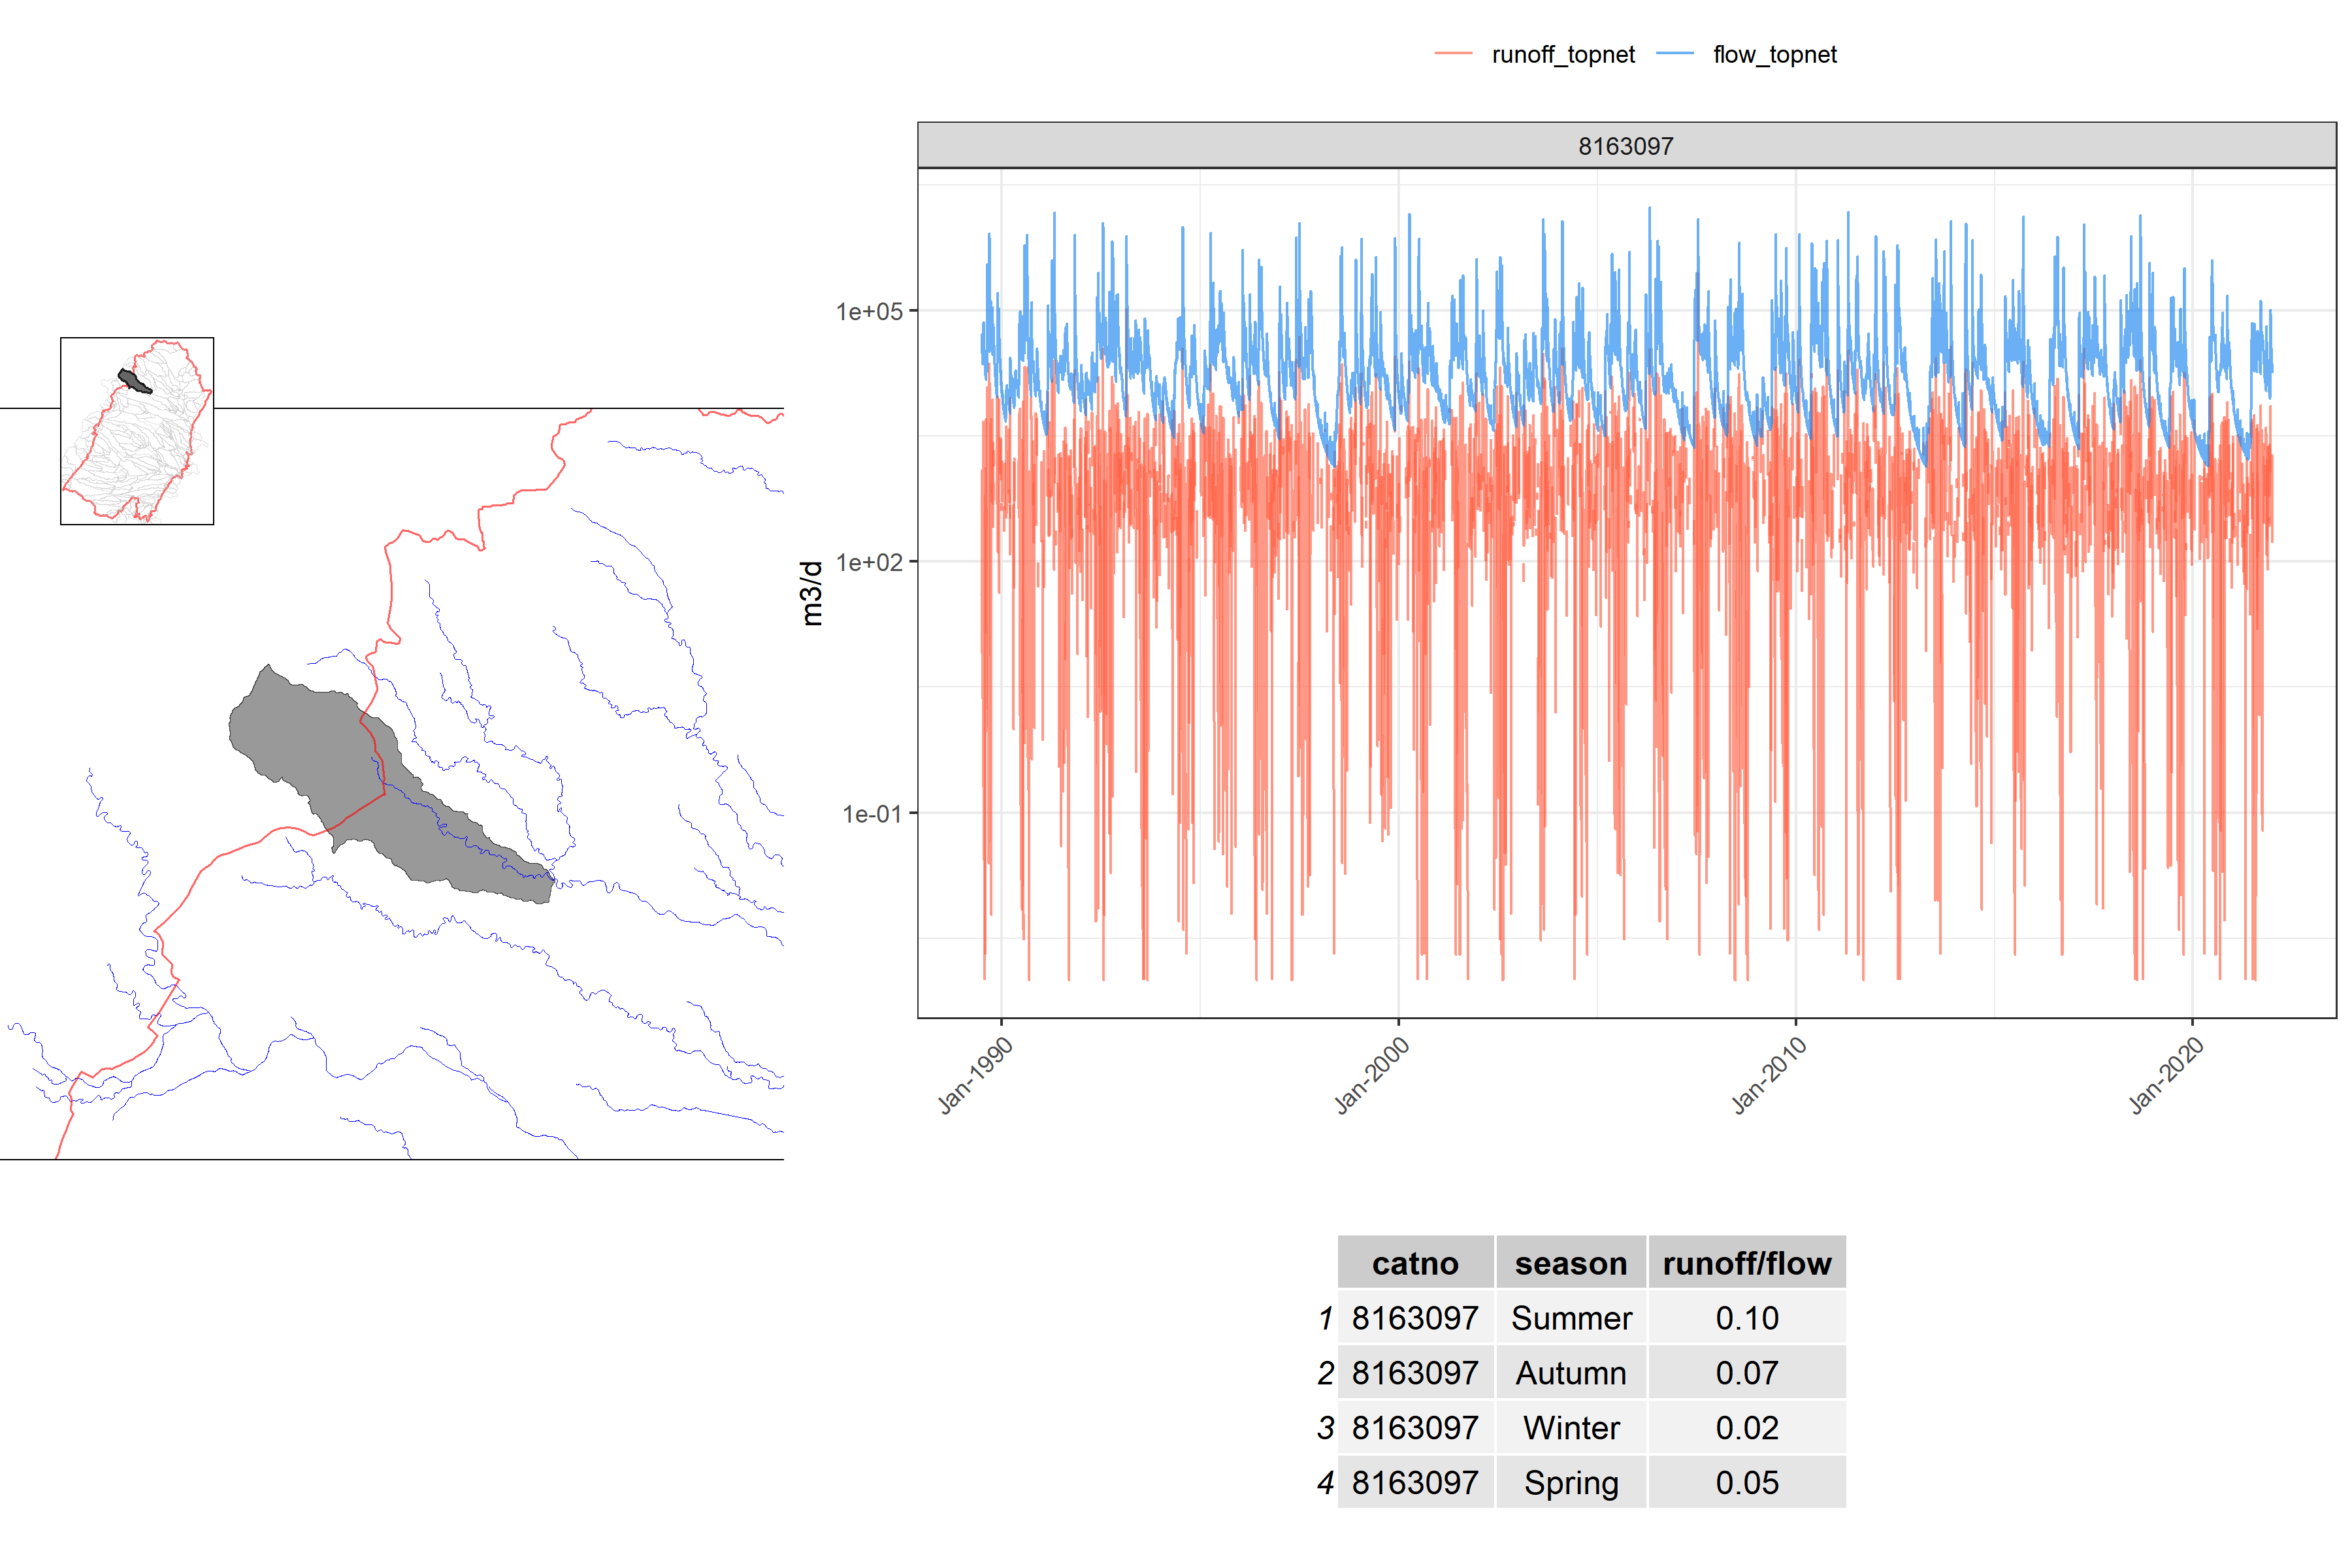 runoff_topnet flow_topnet
8163097
1e+05
1e+02
1e-01
m3/d
Jan-1990 Jan-2000 Jan-2010 Jan-2020
catno season runoff/flow
1 8163097 Summer 0.10
2 8163097 Autumn 0.07
3 8163097 Winter 0.02
4 8163097 Spring 0.05